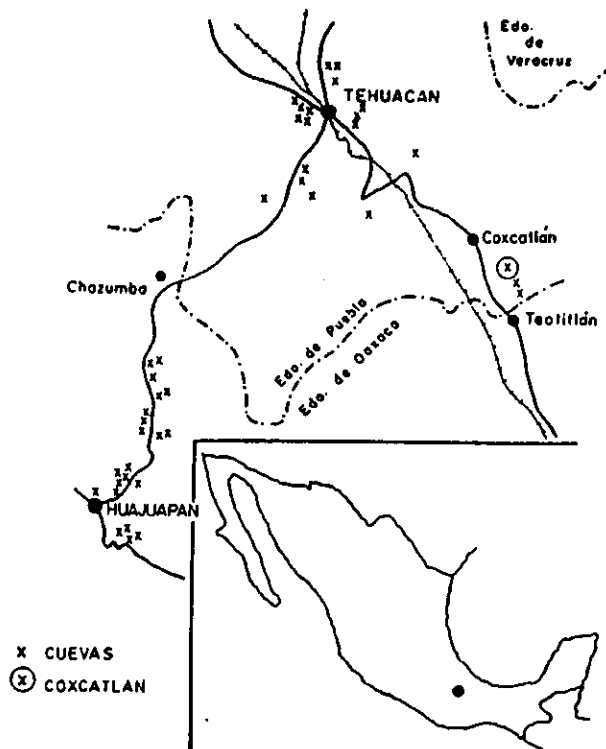 Edo.
de
Veracruz
TEHUACAN
Coxcatlán
Chazumba
Teotitlán
Edo. de Puebla
Edo. de Oaxaca
HUAJUAPAN
x CUEVAS
x COXCATLAN